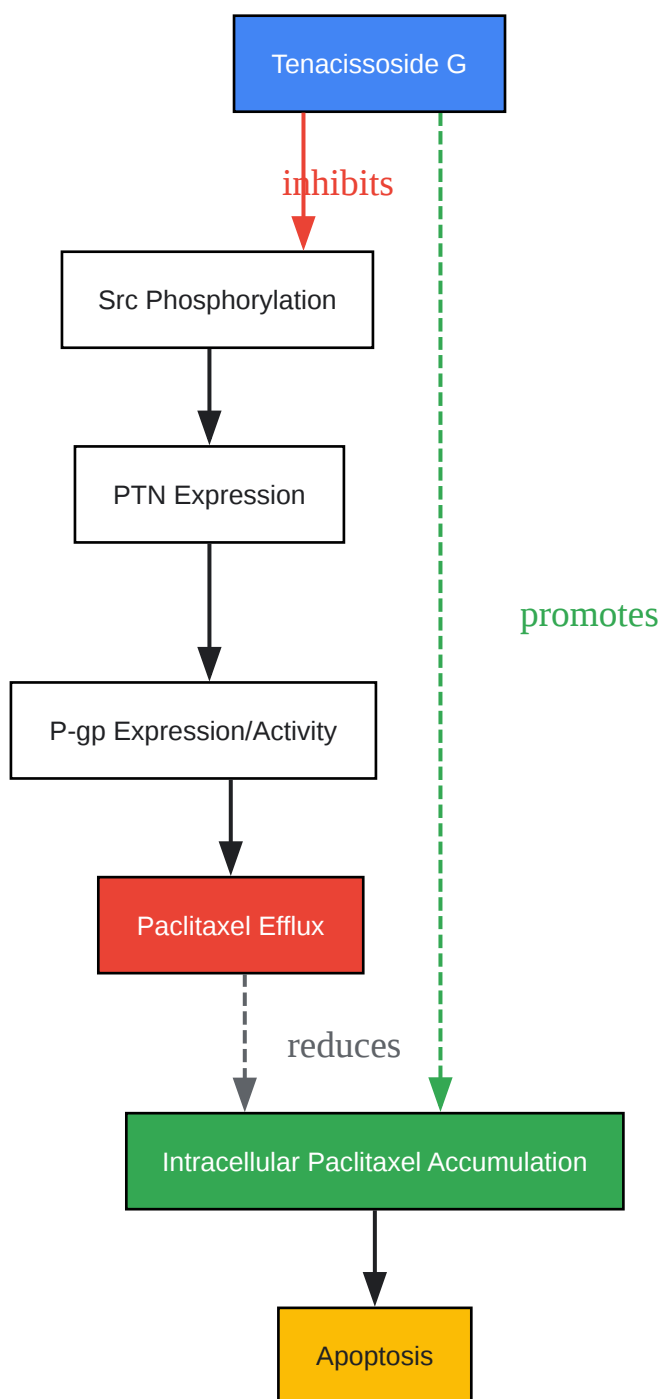 Tenacissoside G
inhibits
Src Phosphorylation
PTN Expression
promotes
P-gp Expression/Activity
Paclitaxel Efflux
reduces
Intracellular Paclitaxel Accumulation
Apoptosis